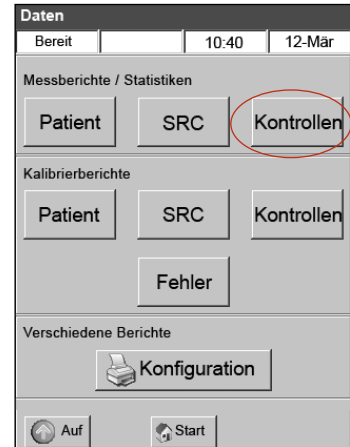 Daten
Bereit 10:40 12-Mär
Messberichte / Statistiken
Patient SRC Kontrollen
Kalibrierberichte
Patient SRC Kontrollen
Fehler
Verschiedene Berichte
Konfiguration
Auf Start